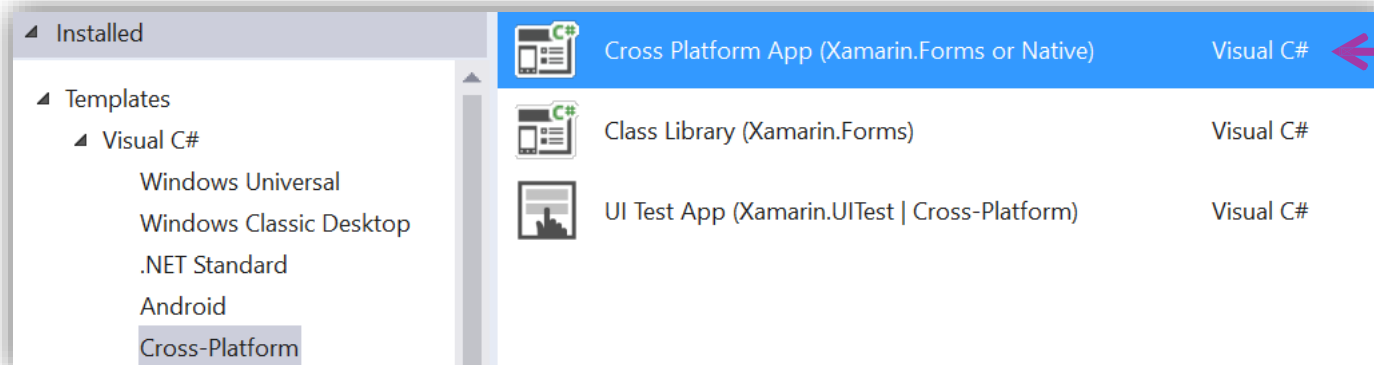 Installed
Templates
Visual C#
Windows Universal
Windows Classic Desktop
.NET Standard
Android
Cross-Platform
C# Cross Platform App (Xamarin.Forms or Native) Visual C#
C# Class Library (Xamarin.Forms) Visual C#
UI Test App (Xamarin.UITest | Cross-Platform) Visual C#